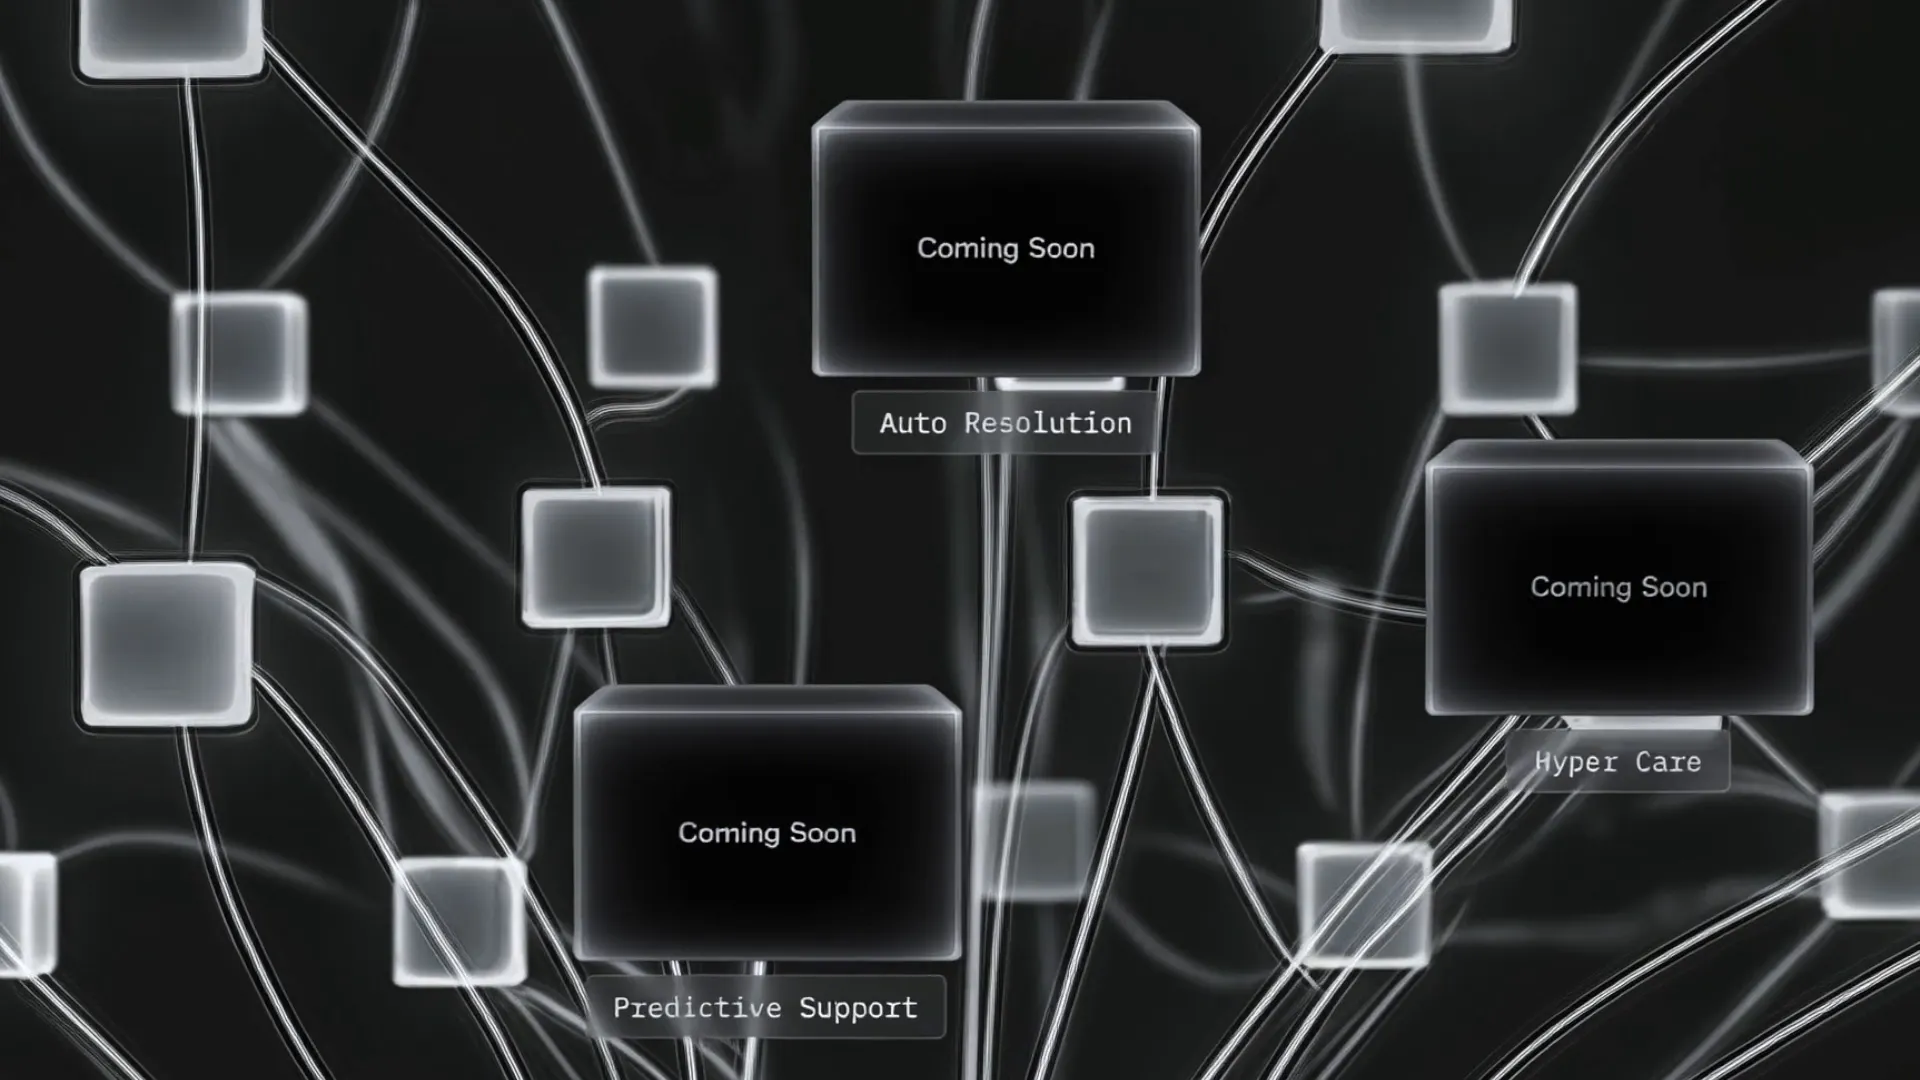 Coming Soon
Auto Resolution
Coming Soon
Hyper Care
Coming Soon
Predictive Support